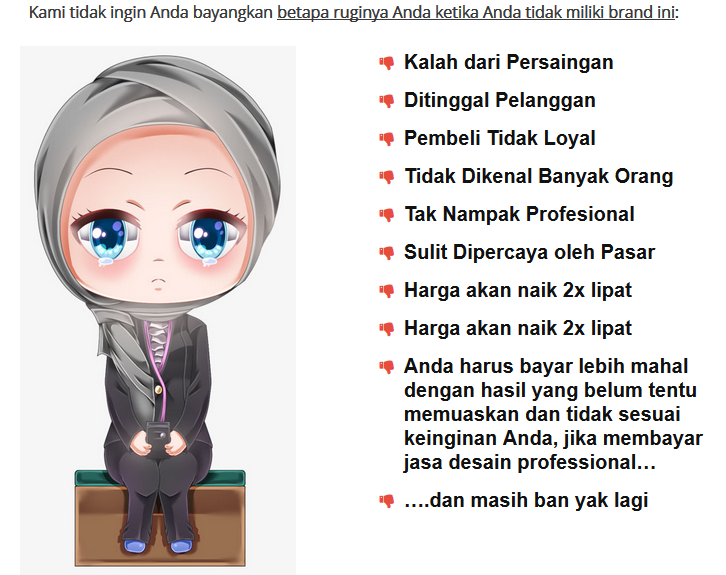 Kami tidak ingin Anda bayangkan betapa ruginya Anda ketika Anda tidak miliki brand ini:
Kalah dari Persaingan
Ditinggal Pelanggan
Pembeli Tidak Loyal
Tidak Dikenal Banyak Orang
Tak Nampak Profesional
Sulit Dipercaya oleh Pasar
Harga akan naik 2x lipat
Harga akan naik 2x lipat
Anda harus bayar lebih mahal
dengan hasil yang belum tentu
memuaskan dan tidak sesuai
keinginan Anda, jika membayar
jasa desain professional…
….dan masih ban yak lagi